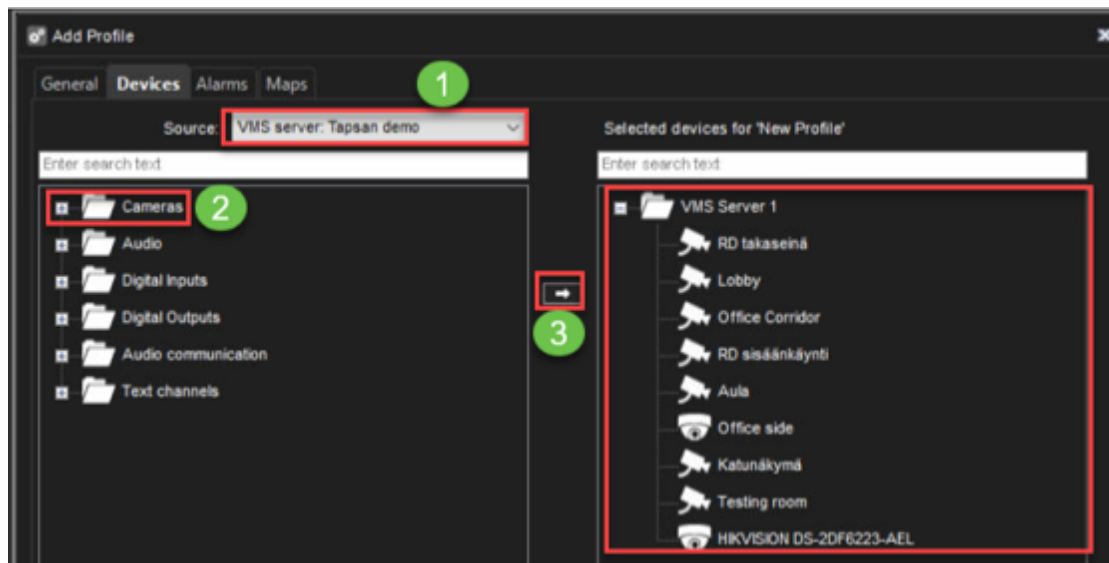 Add Profile
General Devices Alarms Maps
1
Source: VMS server: Tapsan demo
Selected devices for 'New Profile'
Enter search text
Enter search text
Cameras
2
Audio
Digital Inputs
Digital Outputs
Audio communication
Text channels
3
VMS Server 1
RD takaseinä
Lobby
Office Corridor
RD sisäänkäynti
Aula
Office side
Katunäkymä
Testing room
HIKVISION DS-2DF6223-AEL